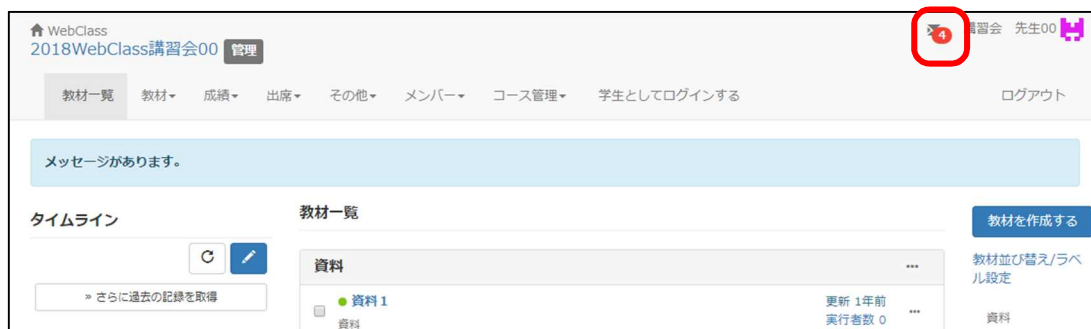 WebClass
2018WebClass講習会00 管理
4
習会 先生00
教材一覧 教材 成績 出席 その他 メンバー コース管理 学生としてログインする ログアウト
メッセージがあります。
タイムライン
» さらに過去の記録を取得
教材一覧
資料
資料1
資料
更新 1年前
実行者数 0
教材を作成する
教材並び替え/ラベ
ル設定
資料